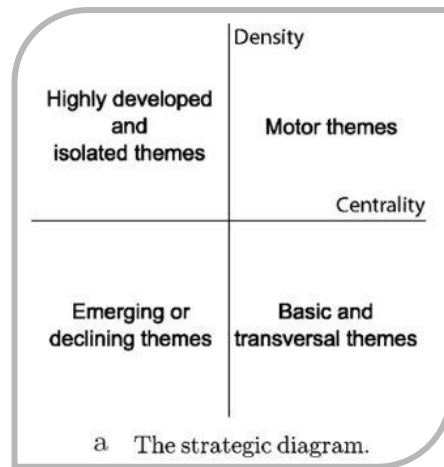 Density
Highly developed
and
isolated themes
Motor themes
Centrality
Emerging or
declining themes
Basic and
transversal themes
a The strategic diagram.